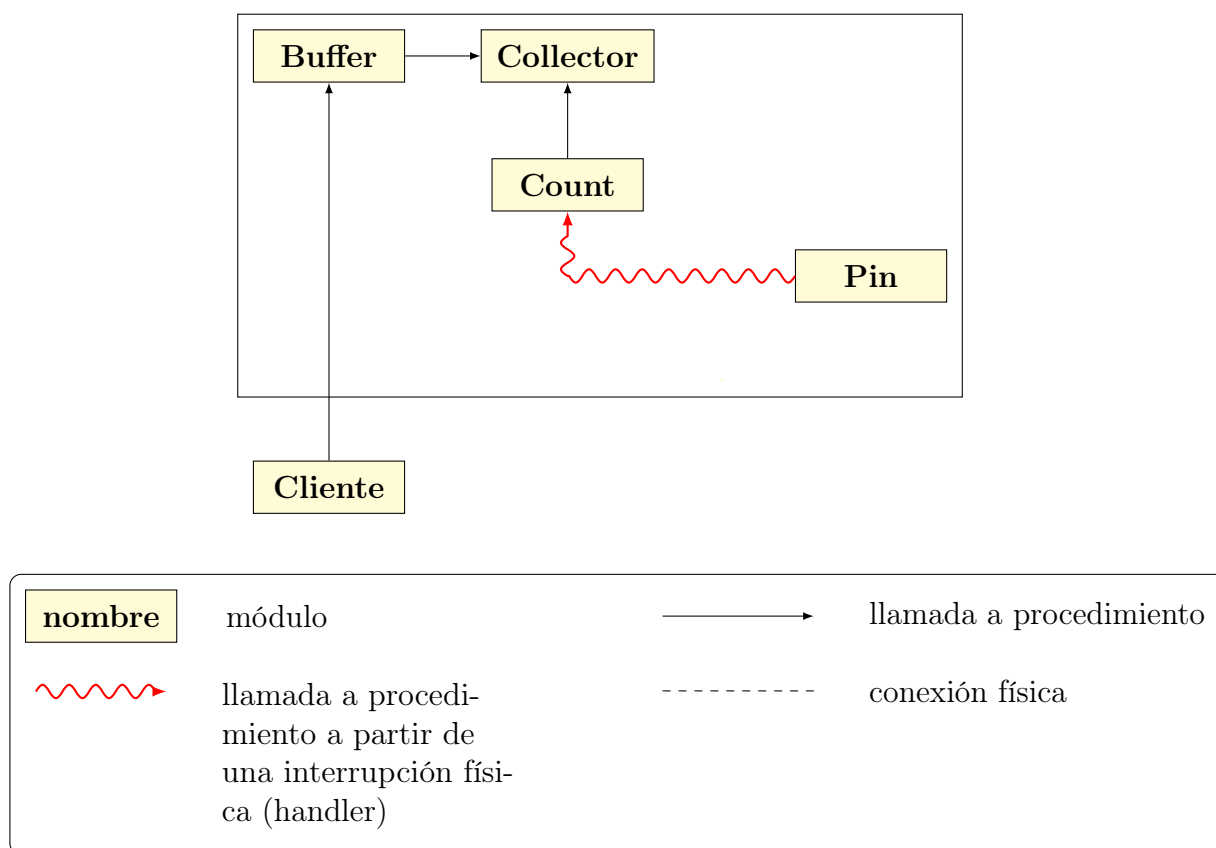 Buffer
Collector
Count
Pin
Cliente
nombre
módulo
llamada a procedimiento
llamada a procedi-
miento a partir de
una interrupción físi-
ca (handler)
conexión física